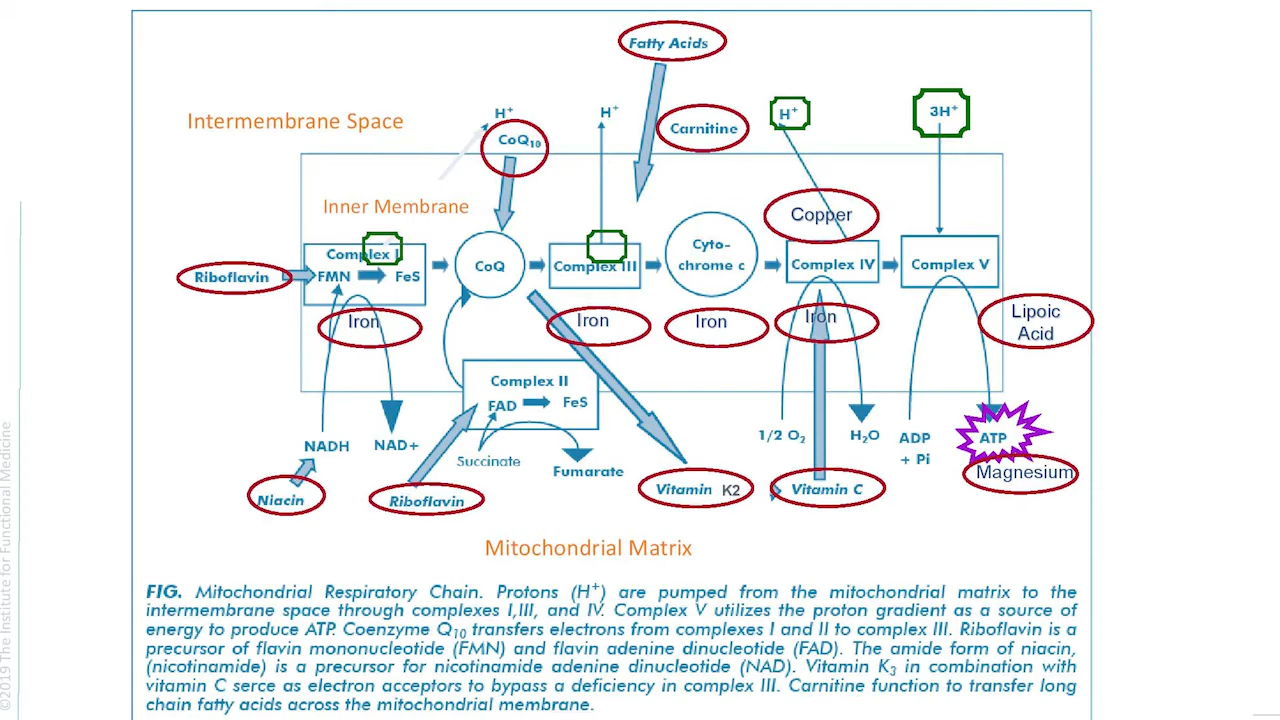 Fatty Acids
H+
CoQ10
H+
Carnitine
H+
3H+
Intermembrane Space
Inner Membrane
Copper
Complex I
FMN
FeS
CoQ
Complex III
Cyto-
chrome c
Complex IV
Complex V
Riboflavin
Iron
Iron
Iron
Iron
Lipoic
Acid
Complex II
FAD
FeS
NADH
NAD+
Succinate
Fumarate
1/2 O2
H2O
ADP
+ Pi
ATP
Magnesium
Niacin
Riboflavin
Vitamin K2
Vitamin C
Mitochondrial Matrix
FIG. Mitochondrial Respiratory Chain. Protons (H+) are pumped from the mitochondrial matrix to the
intermembrane space through complexes I,III, and IV. Complex V utilizes the proton gradient as a source of
energy to produce ATP. Coenzyme Q10 transfers electrons from complexes I and II to complex III. Riboflavin is a
precursor of flavin mononucleotide (FMN) and flavin adenine dinucleotide (FAD). The amide form of niacin,
(nicotinamide) is a precursor for nicotinamide adenine dinucleotide (NAD). Vitamin K3 in combination with
vitamin C serce as electron acceptors to bypass a deficiency in complex III. Carnitine function to transfer long
chain fatty acids across the mitochondrial membrane.
©2019 The Institute for Functional Medicine